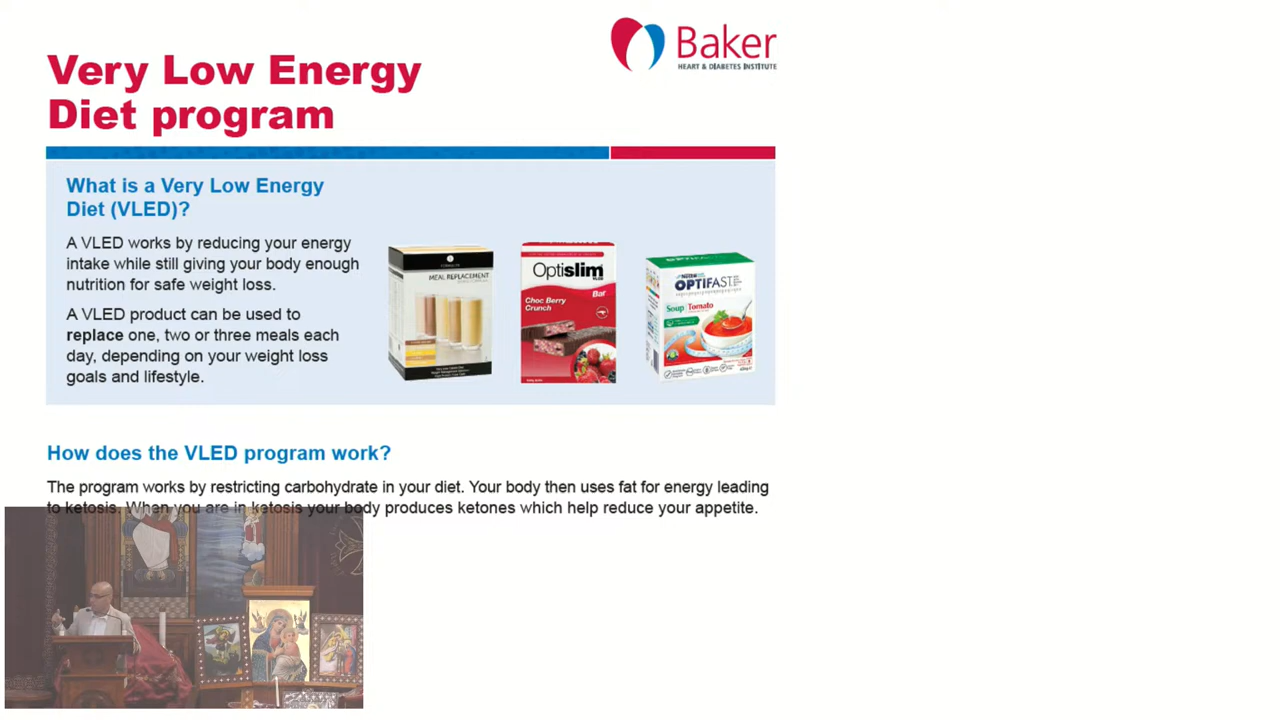 Baker
HEART & DIABETES INSTITUTE
Very Low Energy
Diet program
What is a Very Low Energy
Diet (VLED)?
A VLED works by reducing your energy
intake while still giving your body enough
nutrition for safe weight loss.
A VLED product can be used to
replace one, two or three meals each
day, depending on your weight loss
goals and lifestyle.
MEAL REPLACEMENT
Optislim
Choc Berry
Crunch
Bar
OPTIFAST
Soup Tomato
How does the VLED program work?
The program works by restricting carbohydrate in your diet. Your body then uses fat for energy leading
to ketosis. When you are in ketosis your body produces ketones which help reduce your appetite.